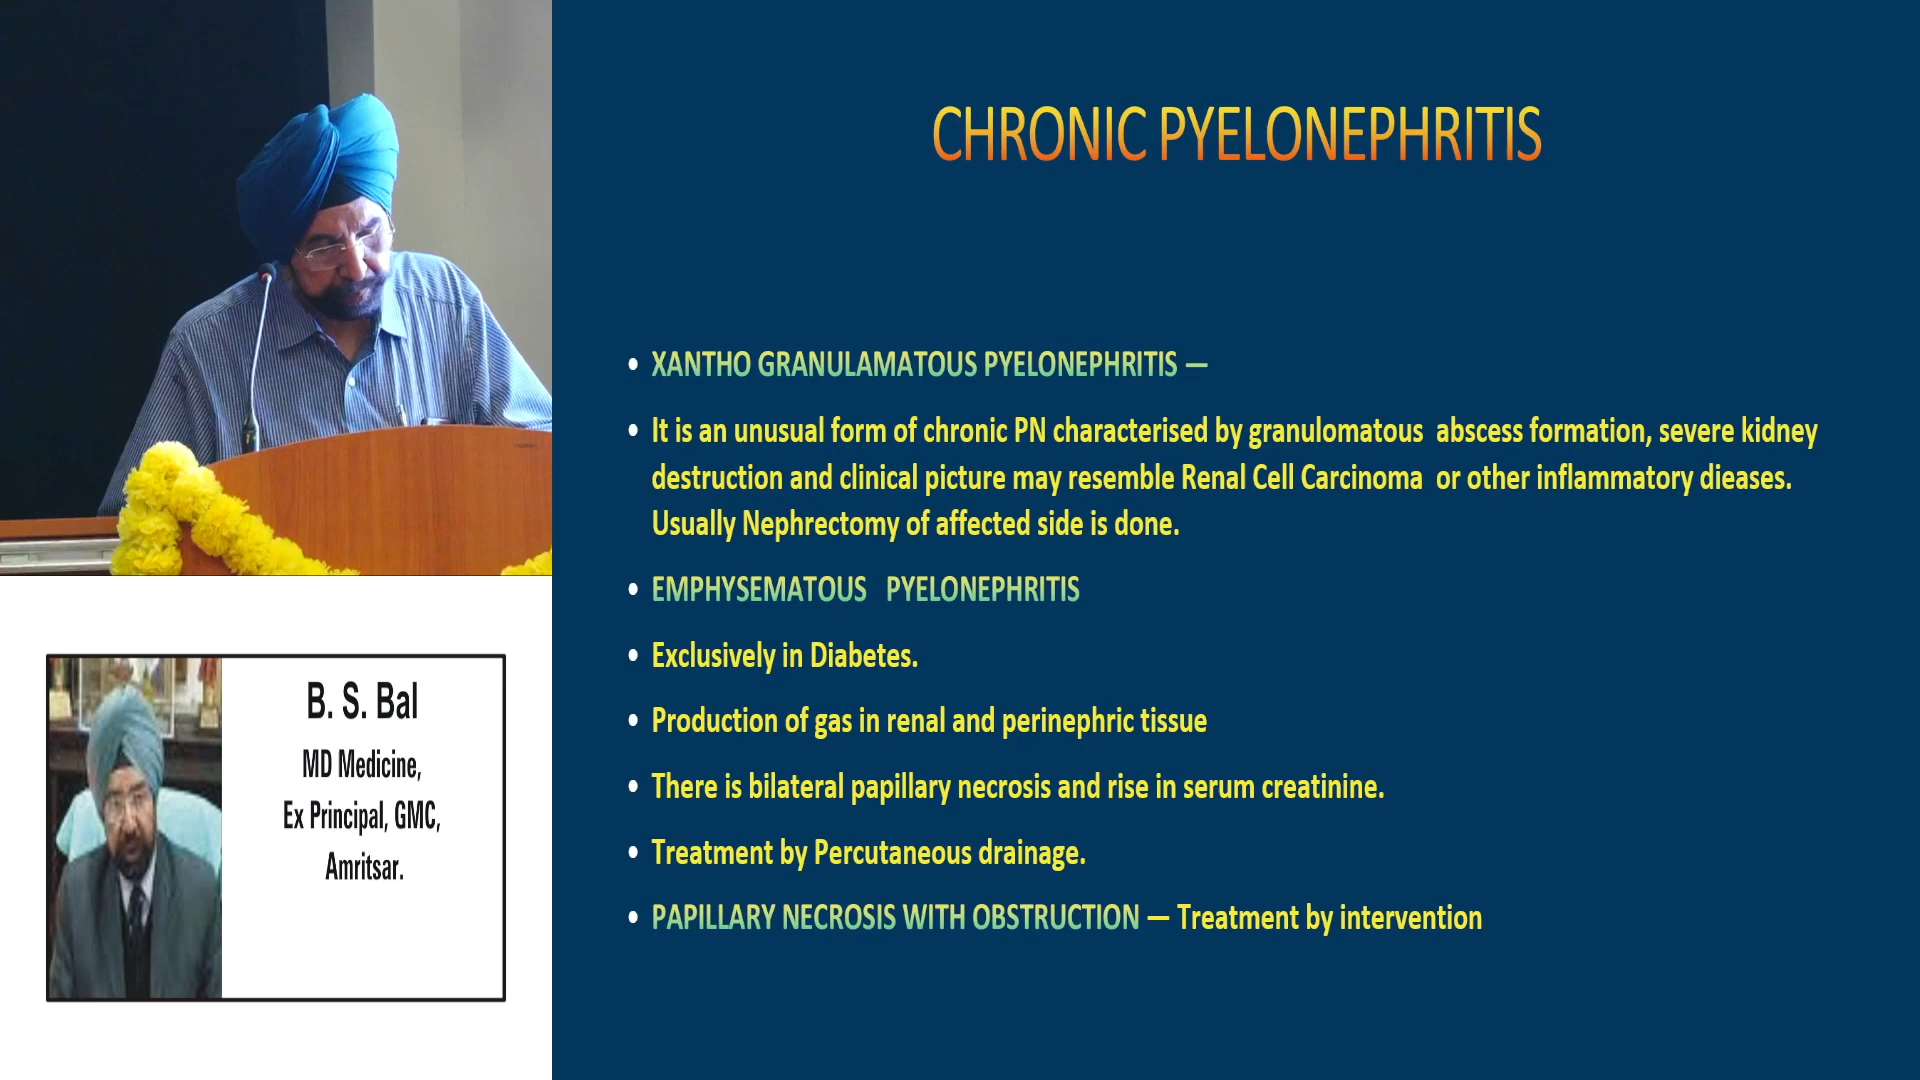 CHRONIC PYELONEPHRITIS
• XANTHO GRANULAMATOUS PYELONEPHRITIS —
• It is an unusual form of chronic PN characterised by granulomatous abscess formation, severe kidney
destruction and clinical picture may resemble Renal Cell Carcinoma or other inflammatory dieases.
Usually Nephrectomy of affected side is done.
• EMPHYSEMATOUS PYELONEPHRITIS
• Exclusively in Diabetes.
• Production of gas in renal and perinephric tissue
• There is bilateral papillary necrosis and rise in serum creatinine.
• Treatment by Percutaneous drainage.
• PAPILLARY NECROSIS WITH OBSTRUCTION — Treatment by intervention
B. S. Bal
MD Medicine,
Ex Principal, GMC,
Amritsar.